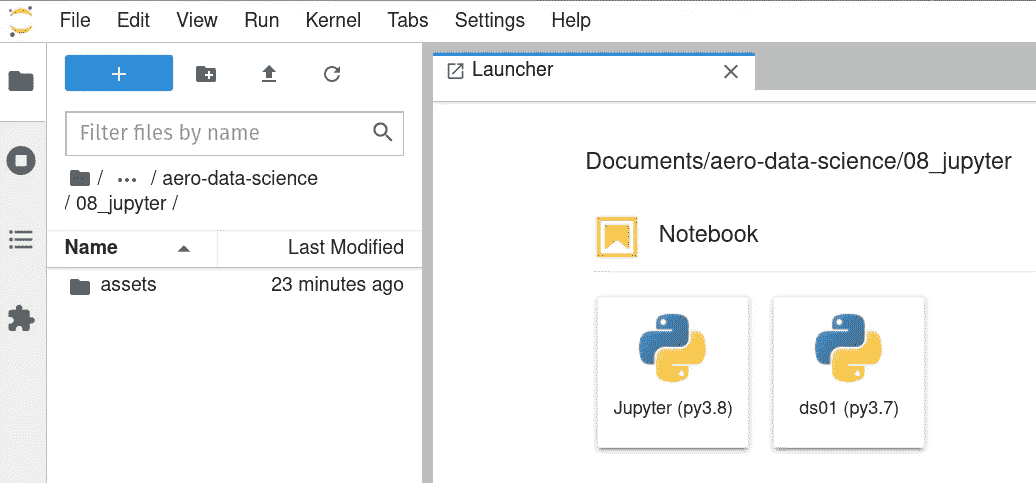 File Edit View Run Kernel Tabs Settings Help
Launcher
Filter files by name
/ ... / aero-data-science
/ 08_jupyter /
Name Last Modified
assets 23 minutes ago
Documents/aero-data-science/08_jupyter
Notebook
Jupyter (py3.8) ds01 (py3.7)